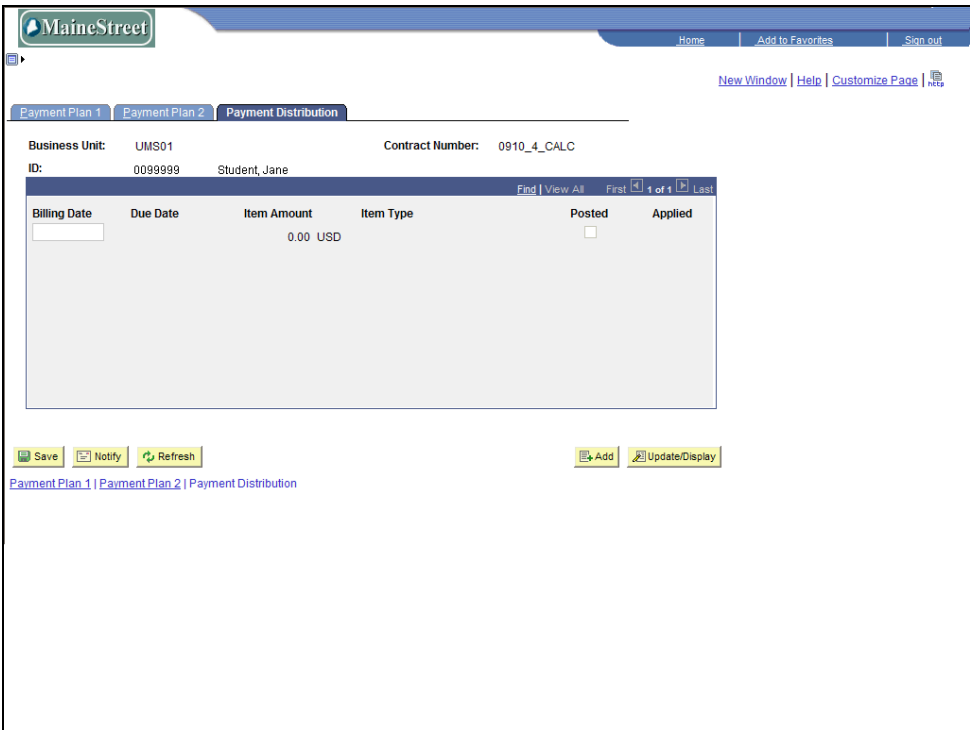 MaineStreet
Home Add to Favorites Sign out
New Window | Help | Customize Page | http
Payment Plan 1 Payment Plan 2 Payment Distribution
Business Unit: UMS01 Contract Number: 0910_4_CALC
ID: 0099999 Student, Jane
Find | View All First 1 of 1 Last
Billing Date Due Date Item Amount Item Type Posted Applied
0.00 USD
Save Notify Refresh Add Update/Display
Payment Plan 1 | Payment Plan 2 | Payment Distribution